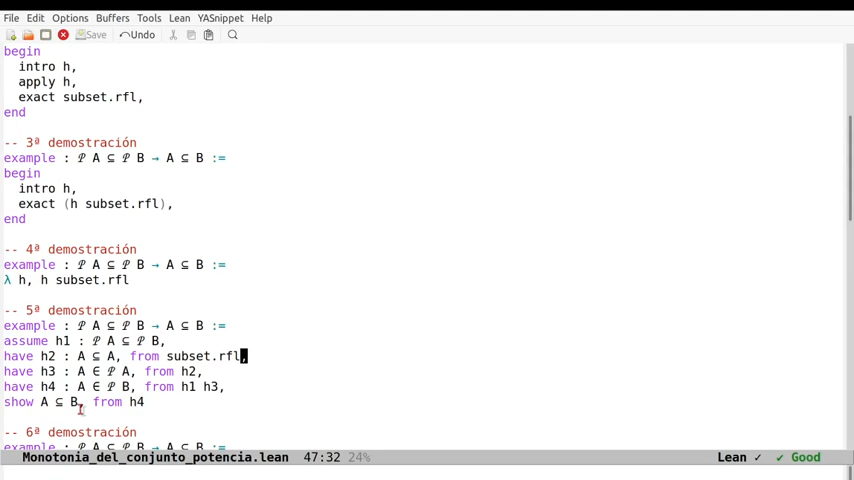 File Edit Options Buffers Tools Lean YASnippet Help
Save Undo
begin
intro h,
apply h,
exact subset.rfl,
end
-- 3ª demostración
example : 𝒫 A ⊆ 𝒫 B → A ⊆ B :=
begin
intro h,
exact (h subset.rfl),
end
-- 4ª demostración
example : 𝒫 A ⊆ 𝒫 B → A ⊆ B :=
λ h, h subset.rfl
-- 5ª demostración
example : 𝒫 A ⊆ 𝒫 B → A ⊆ B :=
assume h1 : 𝒫 A ⊆ 𝒫 B,
have h2 : A ⊆ A, from subset.rfl,
have h3 : A ∈ 𝒫 A, from h2,
have h4 : A ∈ 𝒫 B, from h1 h3,
show A ⊆ B, from h4
-- 6ª demostración
example : 𝒫 A ⊆ 𝒫 B → A ⊆ B :=
Monotonia_del_conjunto_potencia.lean 47:32 24% Lean ✓ ✓ Good